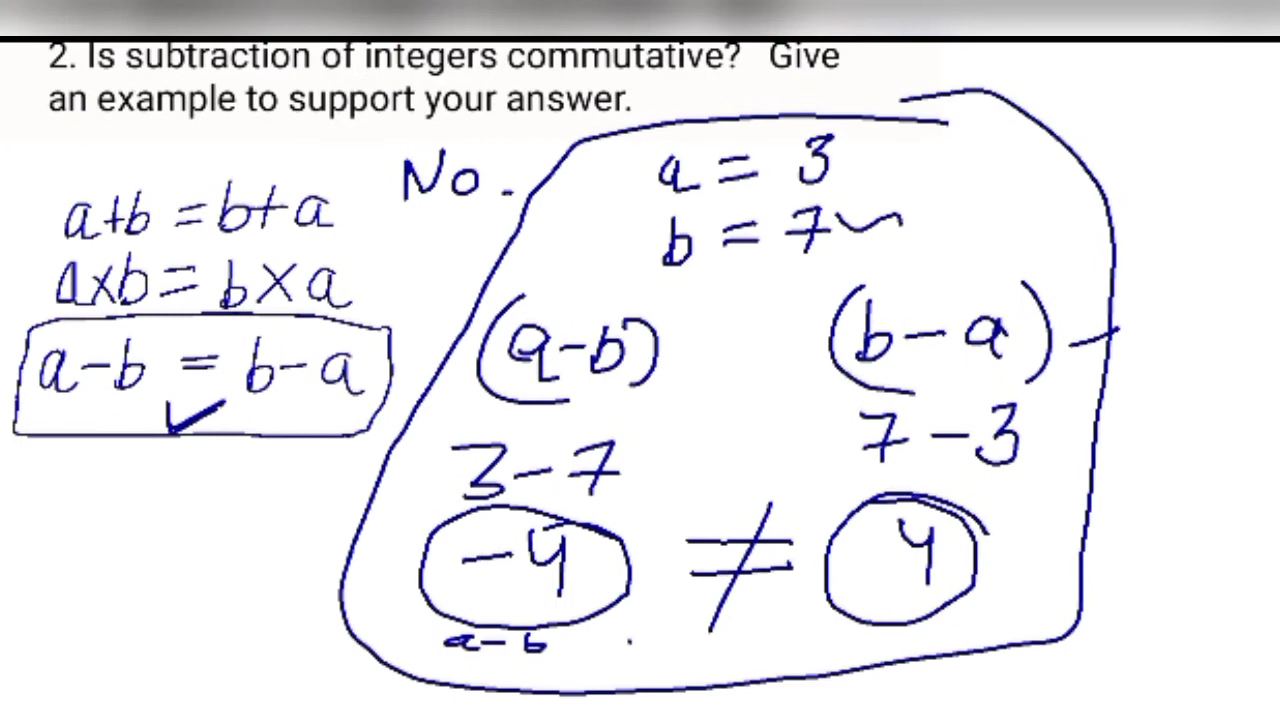 2. Is subtraction of integers commutative? Give
an example to support your answer.
No.
a+b = b+a
a×b = b×a
a-b = b-a
a = 3
b = 7
(a-b) (b-a)
3-7 7-3
-4 ≠ 4
a-b